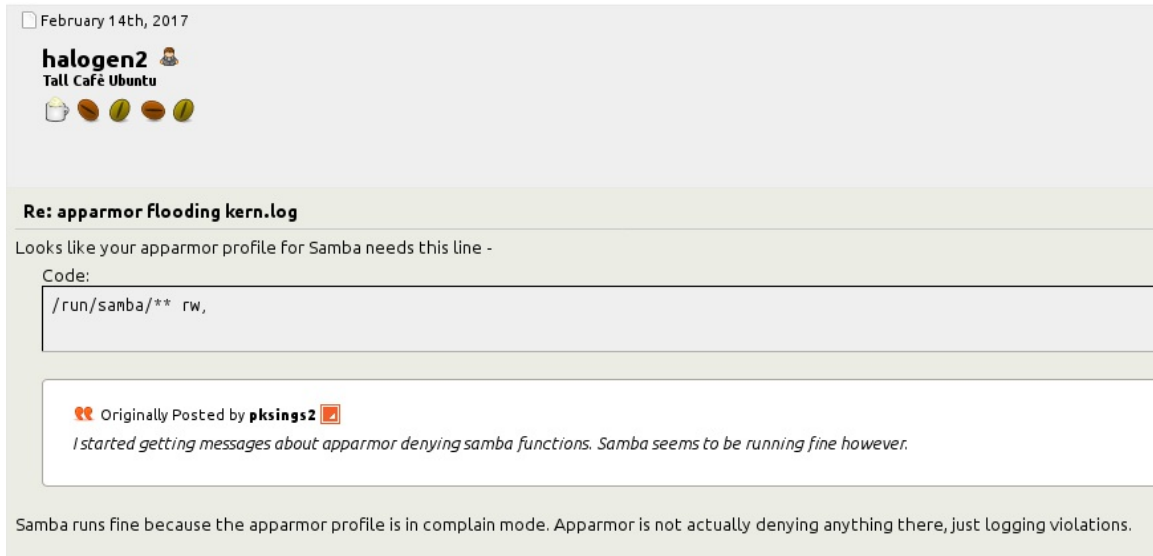 February 14th, 2017
halogen2
Tall Cafè Ubuntu
Re: apparmor flooding kern.log
Looks like your apparmor profile for Samba needs this line -
Code:
/run/samba/** rw,
Originally Posted by pksings2
I started getting messages about apparmor denying samba functions. Samba seems to be running fine however.
Samba runs fine because the apparmor profile is in complain mode. Apparmor is not actually denying anything there, just logging violations.